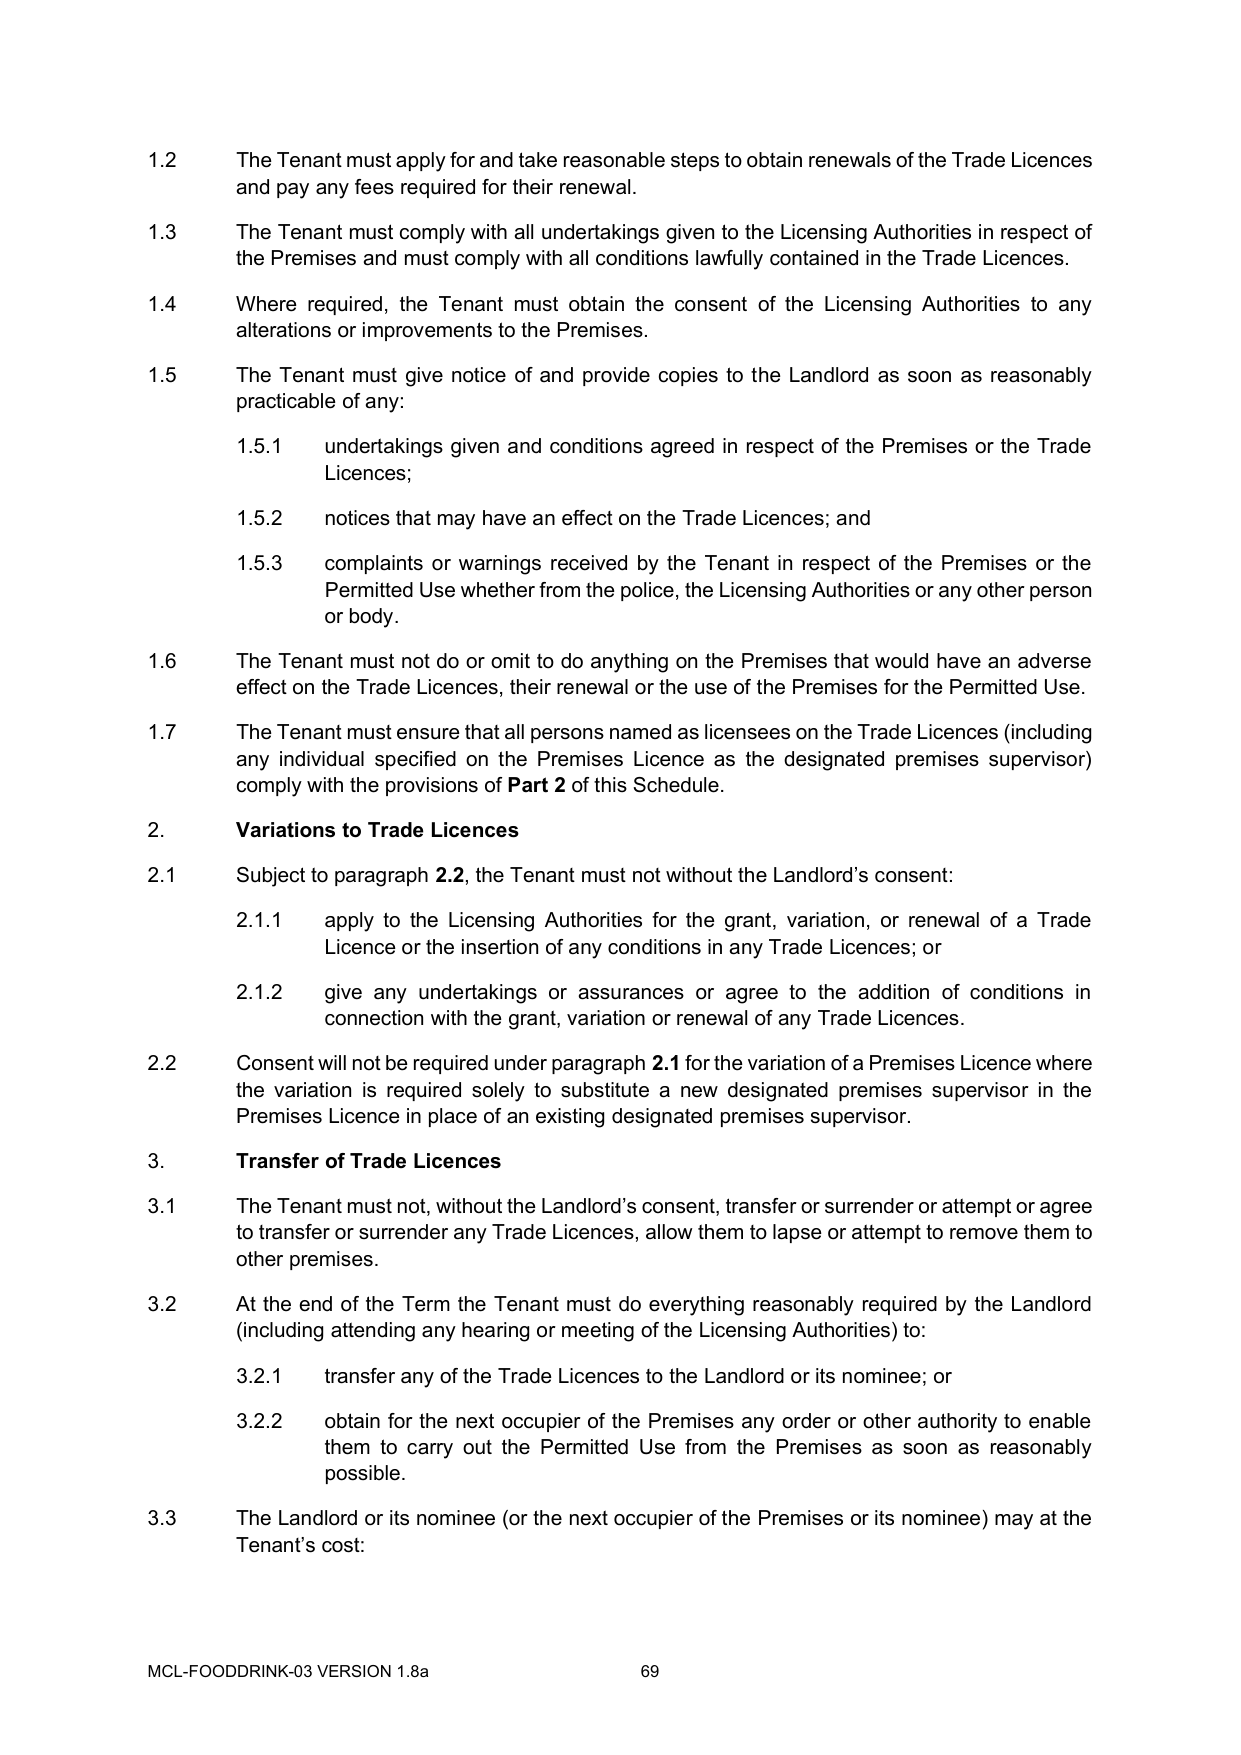 1.2 The Tenant must apply for and take reasonable steps to obtain renewals of the Trade Licences
and pay any fees required for their renewal.
1.3 The Tenant must comply with all undertakings given to the Licensing Authorities in respect of
the Premises and must comply with all conditions lawfully contained in the Trade Licences.
1.4 Where required, the Tenant must obtain the consent of the Licensing Authorities to any
alterations or improvements to the Premises.
1.5 The Tenant must give notice of and provide copies to the Landlord as soon as reasonably
practicable of any:
1.5.1 undertakings given and conditions agreed in respect of the Premises or the Trade
Licences;
1.5.2 notices that may have an effect on the Trade Licences; and
1.5.3 complaints or warnings received by the Tenant in respect of the Premises or the
Permitted Use whether from the police, the Licensing Authorities or any other person
or body.
1.6 The Tenant must not do or omit to do anything on the Premises that would have an adverse
effect on the Trade Licences, their renewal or the use of the Premises for the Permitted Use.
1.7 The Tenant must ensure that all persons named as licensees on the Trade Licences (including
any individual specified on the Premises Licence as the designated premises supervisor)
comply with the provisions of Part 2 of this Schedule.
2. Variations to Trade Licences
2.1 Subject to paragraph 2.2, the Tenant must not without the Landlord’s consent:
2.1.1 apply to the Licensing Authorities for the grant, variation, or renewal of a Trade
Licence or the insertion of any conditions in any Trade Licences; or
2.1.2 give any undertakings or assurances or agree to the addition of conditions in
connection with the grant, variation or renewal of any Trade Licences.
2.2 Consent will not be required under paragraph 2.1 for the variation of a Premises Licence where
the variation is required solely to substitute a new designated premises supervisor in the
Premises Licence in place of an existing designated premises supervisor.
3. Transfer of Trade Licences
3.1 The Tenant must not, without the Landlord’s consent, transfer or surrender or attempt or agree
to transfer or surrender any Trade Licences, allow them to lapse or attempt to remove them to
other premises.
3.2 At the end of the Term the Tenant must do everything reasonably required by the Landlord
(including attending any hearing or meeting of the Licensing Authorities) to:
3.2.1 transfer any of the Trade Licences to the Landlord or its nominee; or
3.2.2 obtain for the next occupier of the Premises any order or other authority to enable
them to carry out the Permitted Use from the Premises as soon as reasonably
possible.
3.3 The Landlord or its nominee (or the next occupier of the Premises or its nominee) may at the
Tenant’s cost:
MCL-FOODDRINK-03 VERSION 1.8a 69